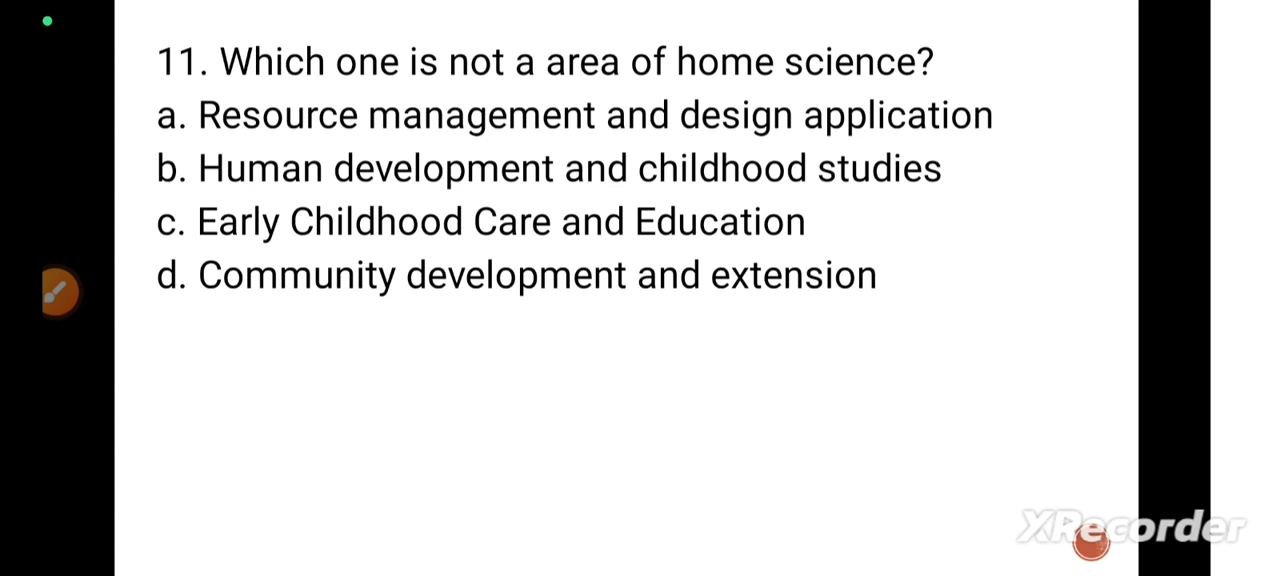 11. Which one is not a area of home science?
a. Resource management and design application
b. Human development and childhood studies
c. Early Childhood Care and Education
d. Community development and extension
XRecorder